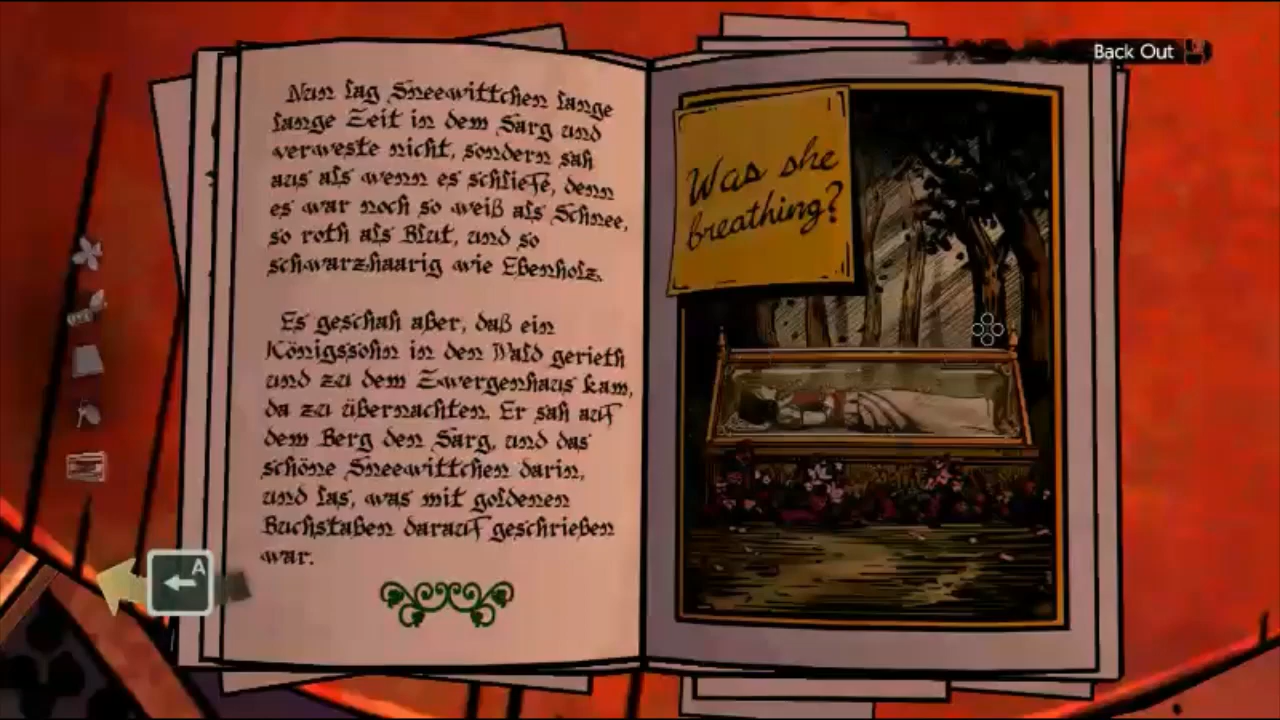 Back Out
Nun lag Sneewittchen lange
lange Zeit in dem Sarg und
verweste nicht, sondern sah
aus als wenn es schliefe, denn
es war noch so weiß als Schnee,
so roth als Blut, und so
schwarzhaarig wie Ebenholz.
Es geschah aber, daß ein
Königssohn in den Wald gerieth
und zu dem Zwergenhaus kam,
da zu übernachten. Er sah auf
dem Berg den Sarg, und das
schöne Sneewittchen darin,
und las, was mit goldenen
Buchstaben darauf geschrieben
war.
Was she
breathing?
A